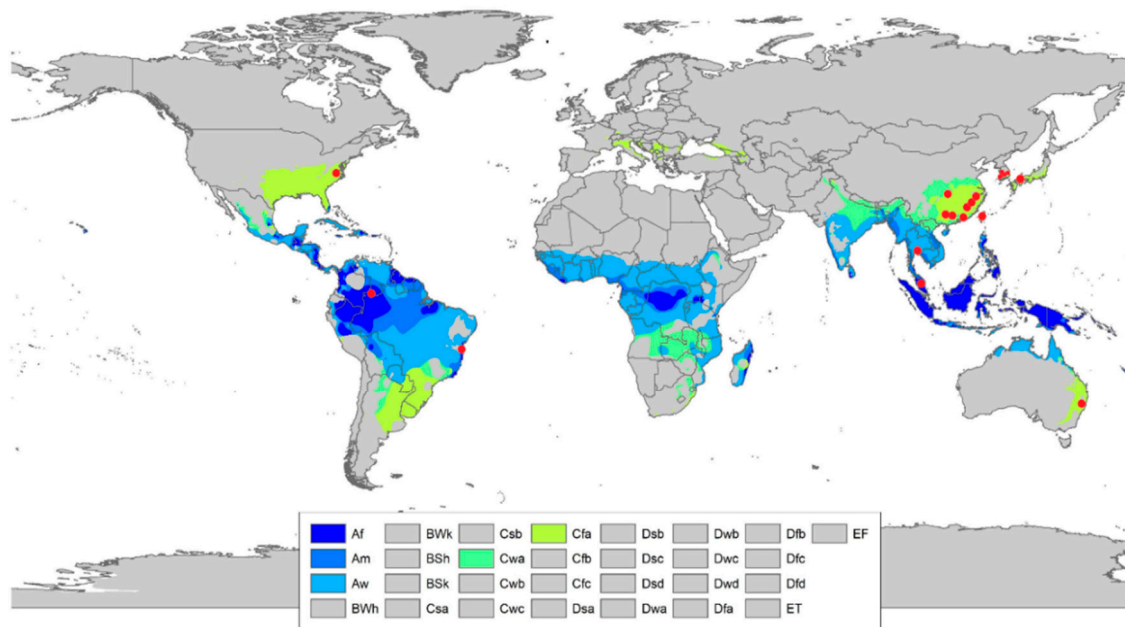 Af BWk Csb Cfa Dsb Dwb Dfb EF
Am BSh Cwa Cfb Dsc Dwc Dfc
Aw BSk Cwb Cfc Dsd Dwd Dfd
BWh Csa Cwc Dsa Dwa Dfa ET